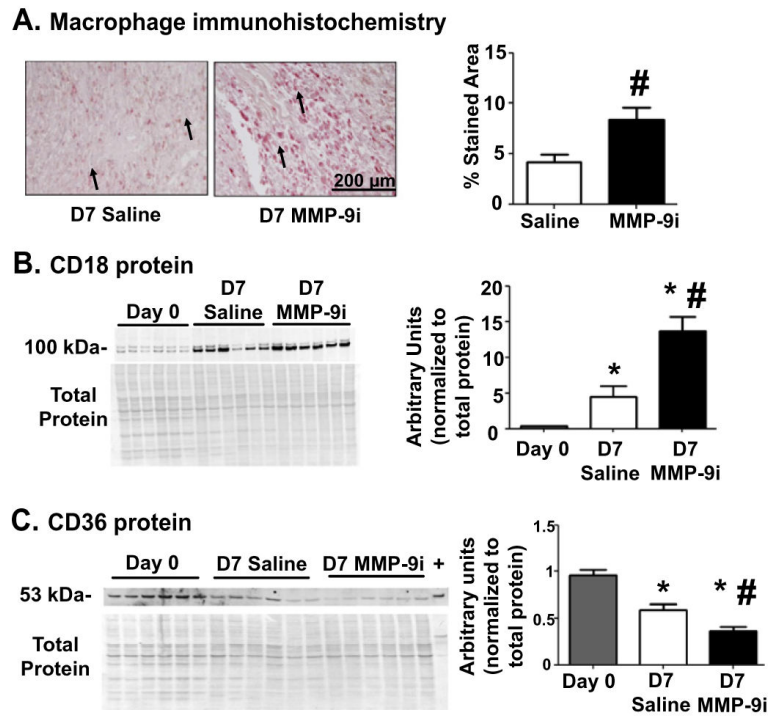 A. Macrophage immunohistochemistry
200 µm
D7 Saline
D7 MMP-9i
% Stained Area
15
10
5
0
#
Saline
MMP-9i
B. CD18 protein
Day 0
D7
Saline
D7
MMP-9i
100 kDa-
Total
Protein
Arbitrary Units
(normalized to
total protein)
20
15
10
5
0
*
* #
Day 0
D7
Saline
D7
MMP-9i
C. CD36 protein
Day 0
D7 Saline
D7 MMP-9i
+
53 kDa-
Total
Protein
Arbitrary units
(normalized to
total protein)
1.5
1
0.5
0
*
* #
Day 0
D7
Saline
D7
MMP-9i